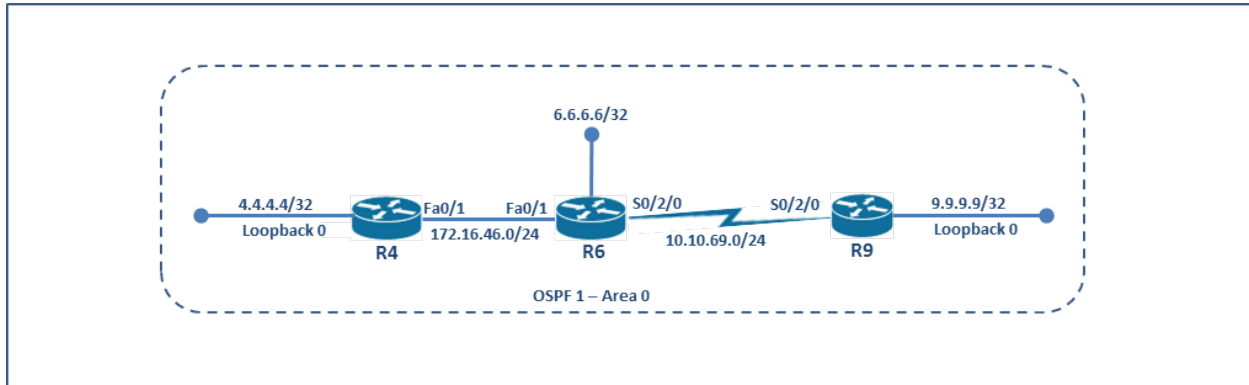 6.6.6.6/32
4.4.4.4/32
Fa0/1
Fa0/1
S0/2/0
S0/2/0
9.9.9.9/32
Loopback 0
172.16.46.0/24
10.10.69.0/24
Loopback 0
R4
R6
R9
OSPF 1 – Area 0